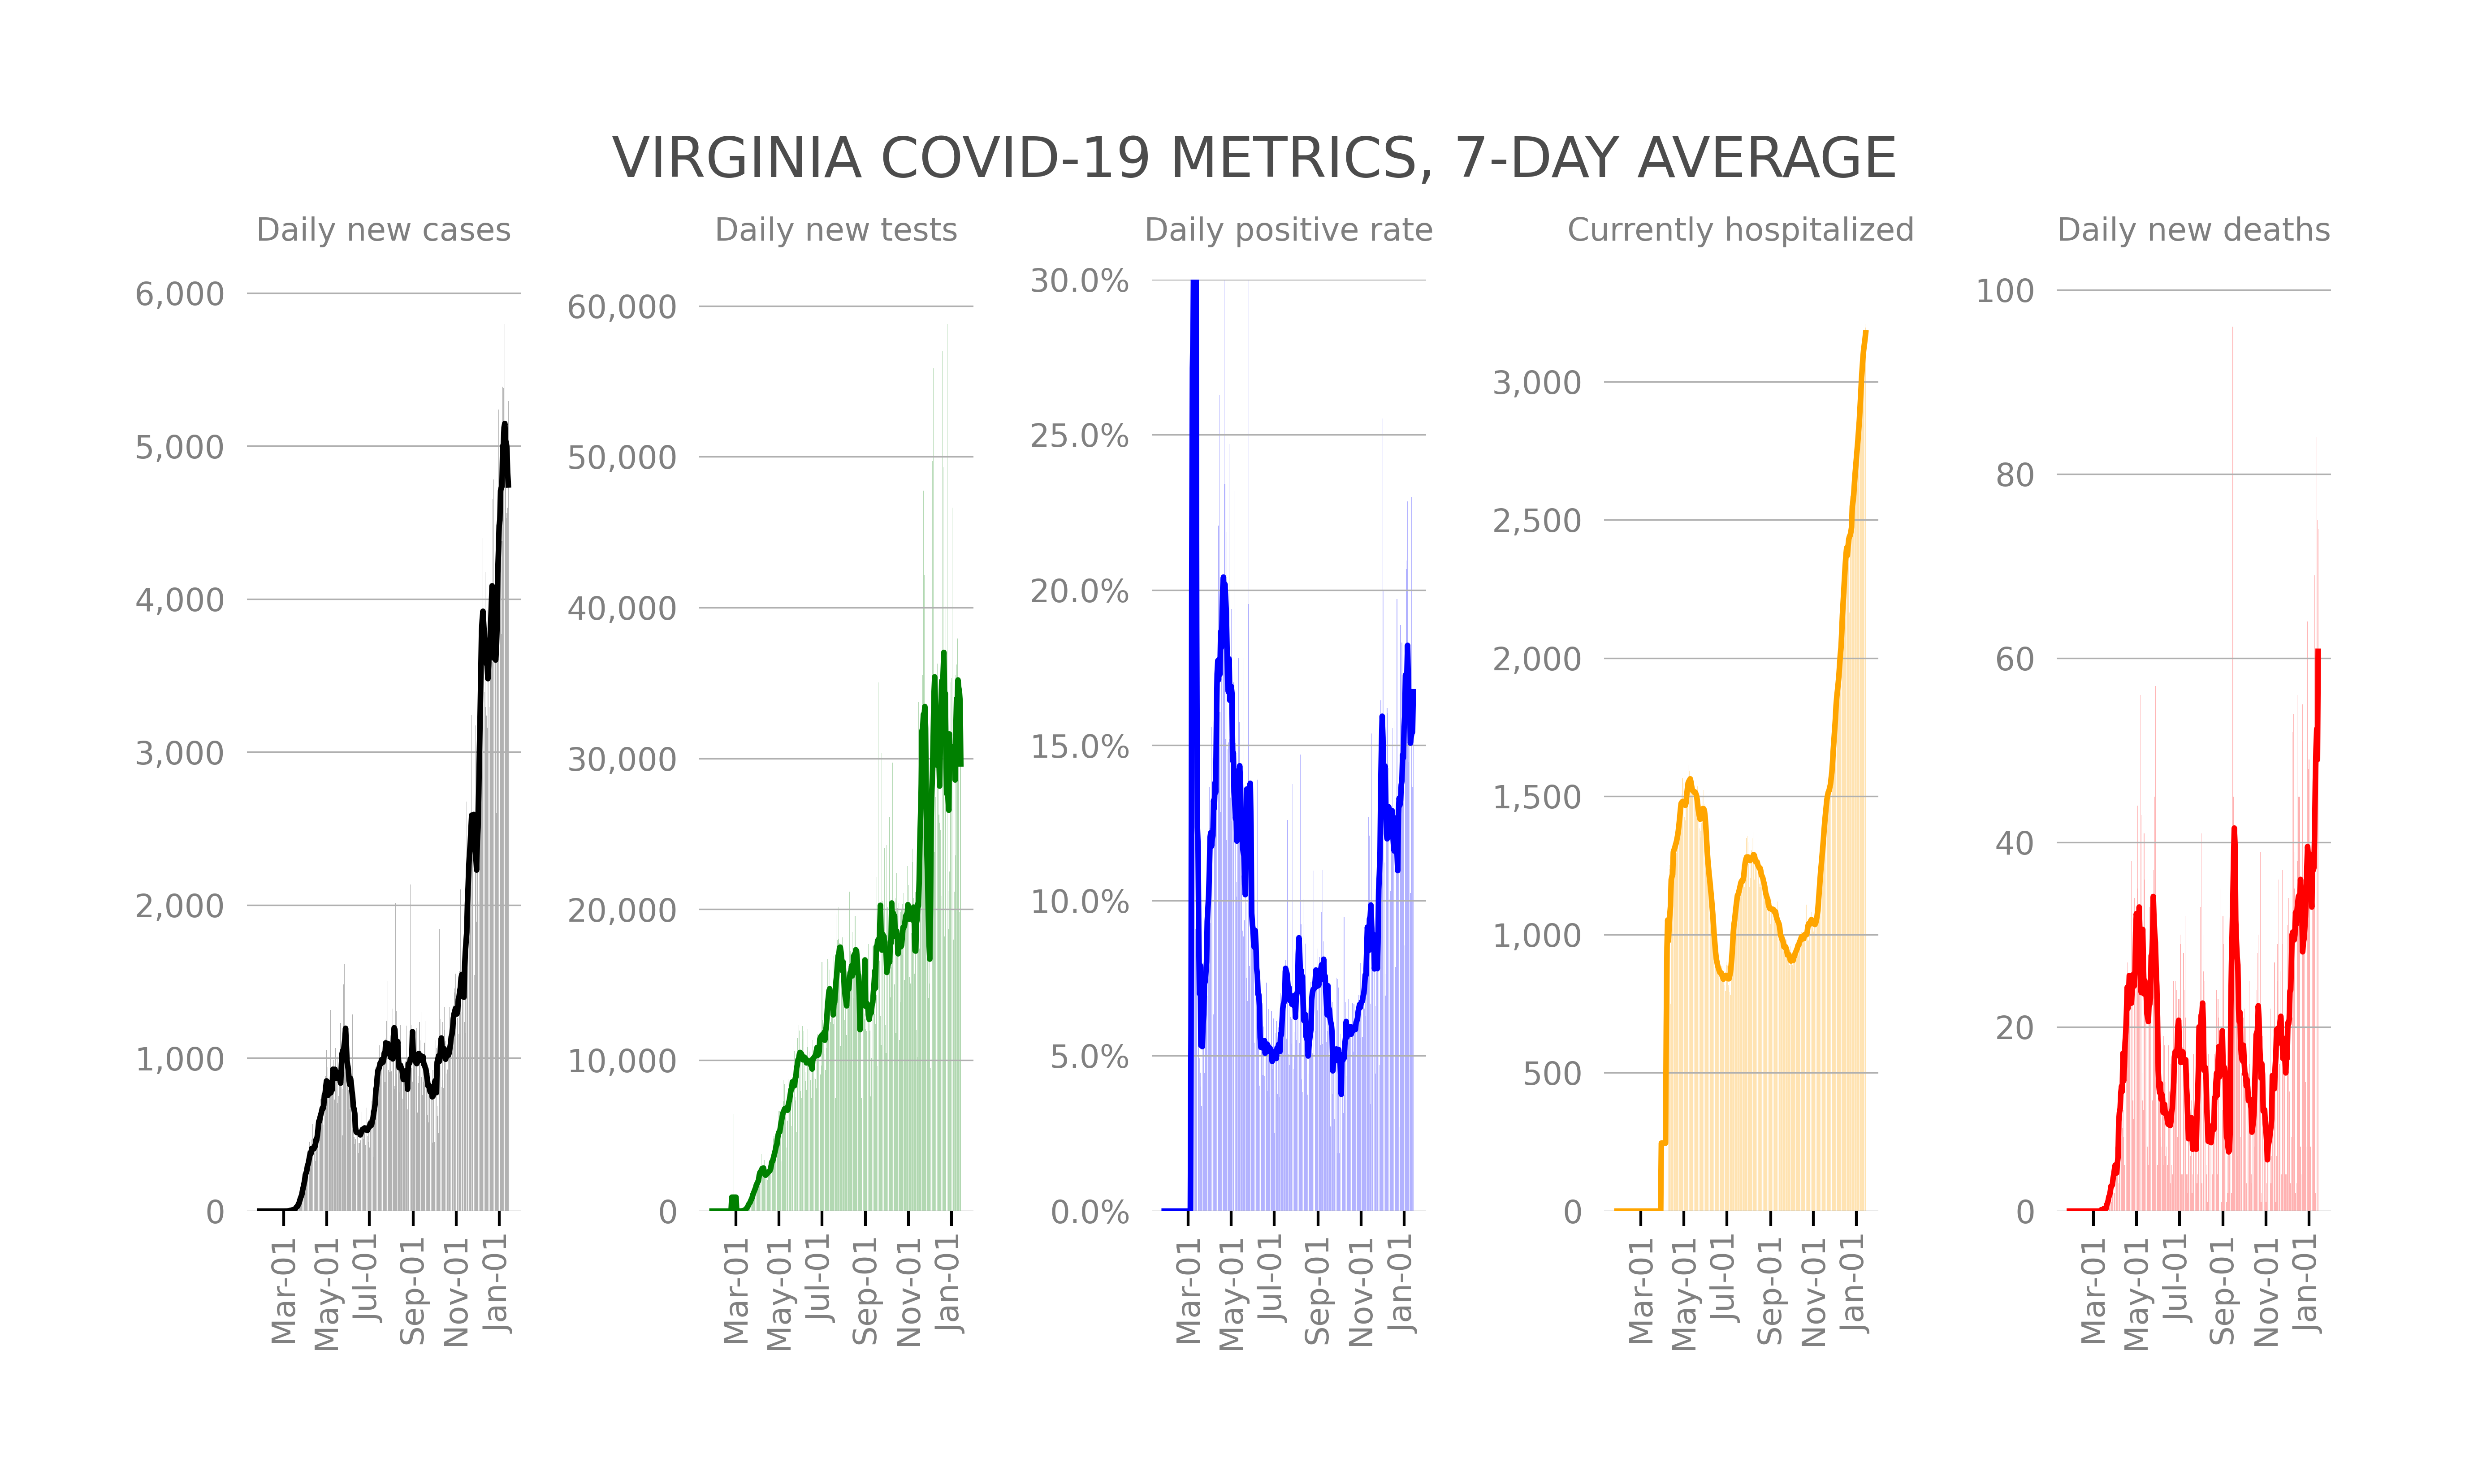 VIRGINIA COVID-19 METRICS, 7-DAY AVERAGE
Daily new cases
6,000
5,000
4,000
3,000
2,000
1,000
0
Mar-01
May-01
Jul-01
Sep-01
Nov-01
Jan-01
Daily new tests
60,000
50,000
40,000
30,000
20,000
10,000
0
Mar-01
May-01
Jul-01
Sep-01
Nov-01
Jan-01
Daily positive rate
30.0%
25.0%
20.0%
15.0%
10.0%
5.0%
0.0%
Mar-01
May-01
Jul-01
Sep-01
Nov-01
Jan-01
Currently hospitalized
3,000
2,500
2,000
1,500
1,000
500
0
Mar-01
May-01
Jul-01
Sep-01
Nov-01
Jan-01
Daily new deaths
100
80
60
40
20
0
Mar-01
May-01
Jul-01
Sep-01
Nov-01
Jan-01